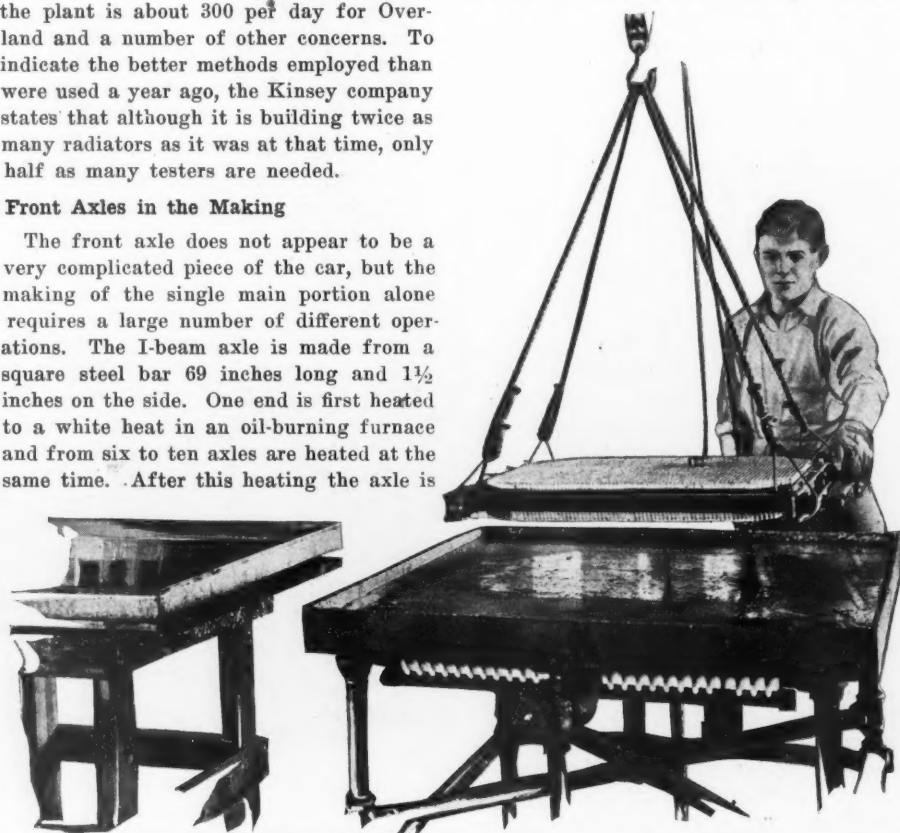 the plant is about 300 per day for Over-
land and a number of other concerns. To
indicate the better methods employed than
were used a year ago, the Kinsey company
states that although it is building twice as
many radiators as it was at that time, only
half as many testers are needed.
Front Axles in the Making
The front axle does not appear to be a
very complicated piece of the car, but the
making of the single main portion alone
requires a large number of different oper-
ations. The I-beam axle is made from a
square steel bar 69 inches long and 1½
inches on the side. One end is first heated
to a white heat in an oil-burning furnace
and from six to ten axles are heated at the
same time. After this heating the axle is